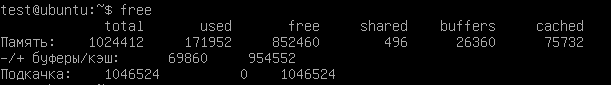 test@ubuntu:~$ free
total used free shared buffers cached
Память: 1024412 171952 852460 496 26360 75732
-/+ буферы/кэш: 69860 954552
Подкачка: 1046524 0 1046524